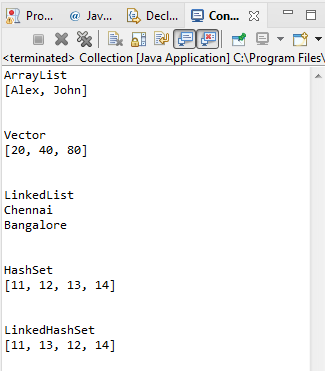 Pro... @ Jav... Decl... Con...
<terminated> Collection [Java Application] C:\Program Files\
ArrayList
[Alex, John]
Vector
[20, 40, 80]
LinkedList
Chennai
Bangalore
HashSet
[11, 12, 13, 14]
LinkedHashSet
[11, 13, 12, 14]